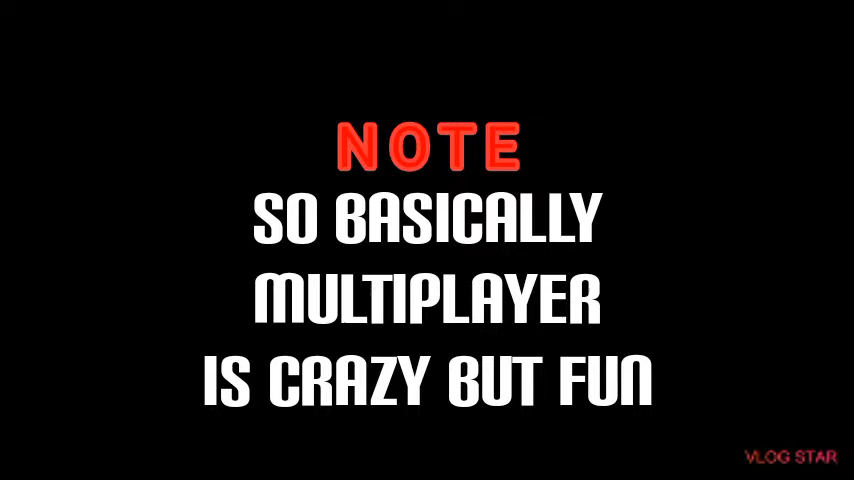 NOTE
SO BASICALLY
MULTIPLAYER
IS CRAZY BUT FUN
VLOG STAR